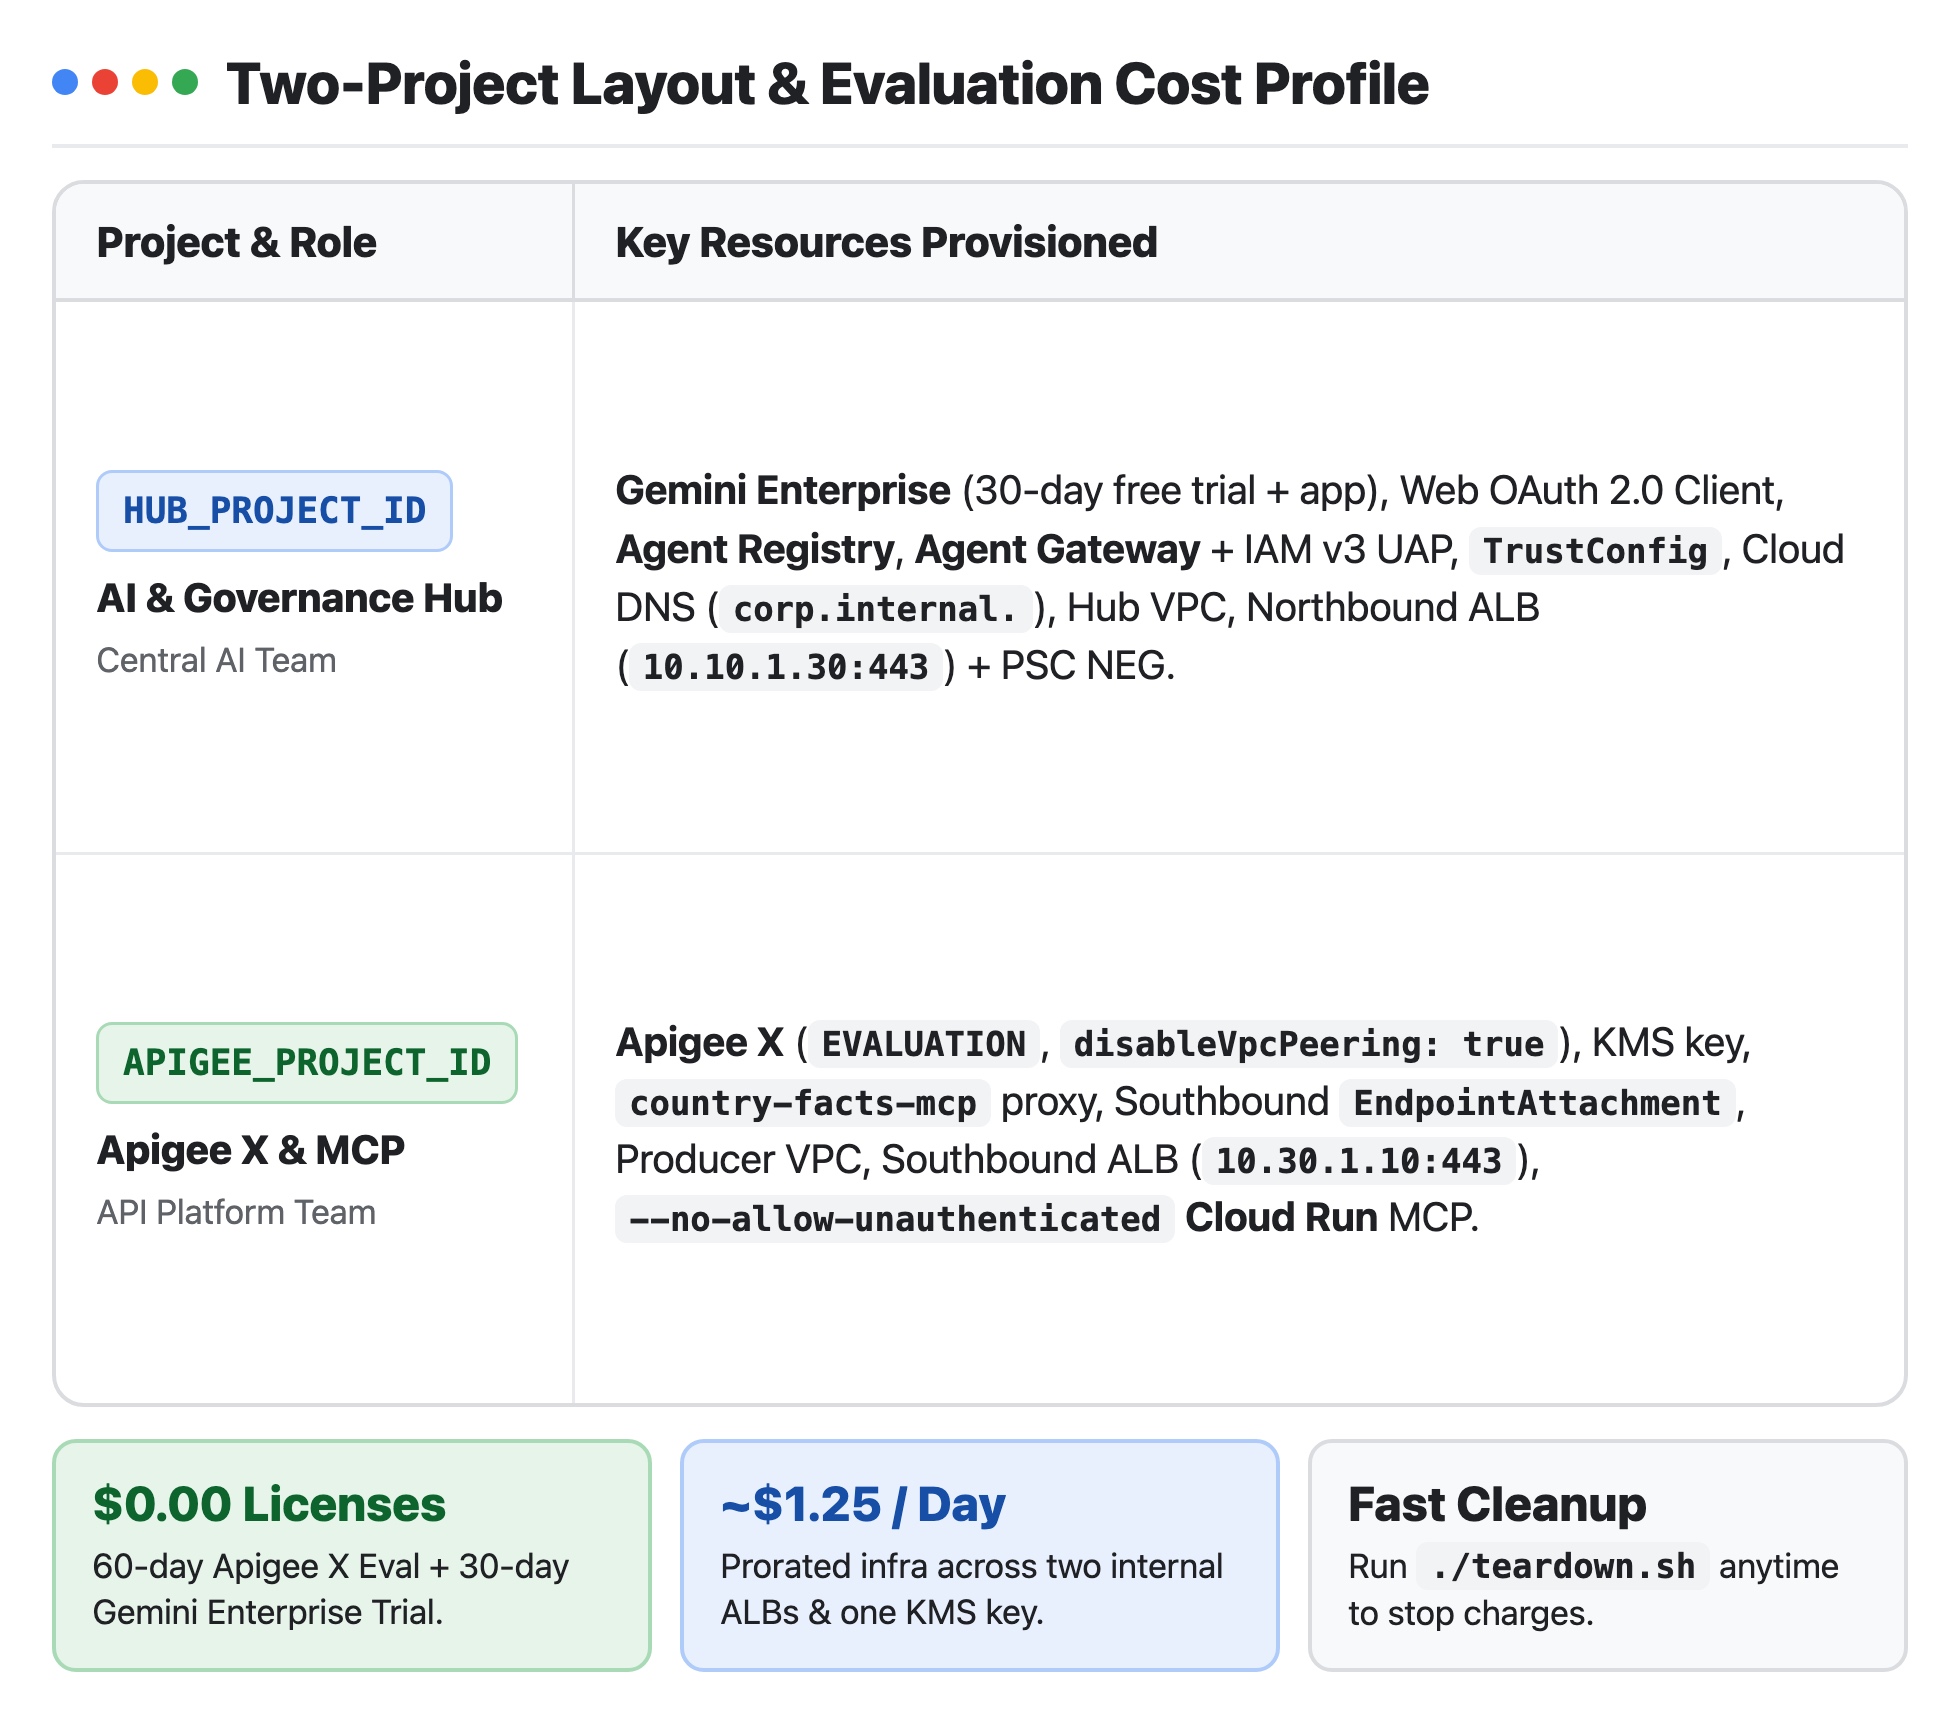 Two-Project Layout & Evaluation Cost Profile
Project & Role
Key Resources Provisioned
HUB_PROJECT_ID
AI & Governance Hub
Central AI Team
Gemini Enterprise (30-day free trial + app), Web OAuth 2.0 Client,
Agent Registry, Agent Gateway + IAM v3 UAP, TrustConfig, Cloud
DNS (corp.internal.), Hub VPC, Northbound ALB
(10.10.1.30:443) + PSC NEG.
APIGEE_PROJECT_ID
Apigee X & MCP
API Platform Team
Apigee X (EVALUATION, disableVpcPeering: true), KMS key,
country-facts-mcp proxy, Southbound EndpointAttachment,
Producer VPC, Southbound ALB (10.30.1.10:443),
--no-allow-unauthenticated Cloud Run MCP.
$0.00 Licenses
60-day Apigee X Eval + 30-day
Gemini Enterprise Trial.
~$1.25 / Day
Prorated infra across two internal
ALBs & one KMS key.
Fast Cleanup
Run ./teardown.sh anytime
to stop charges.